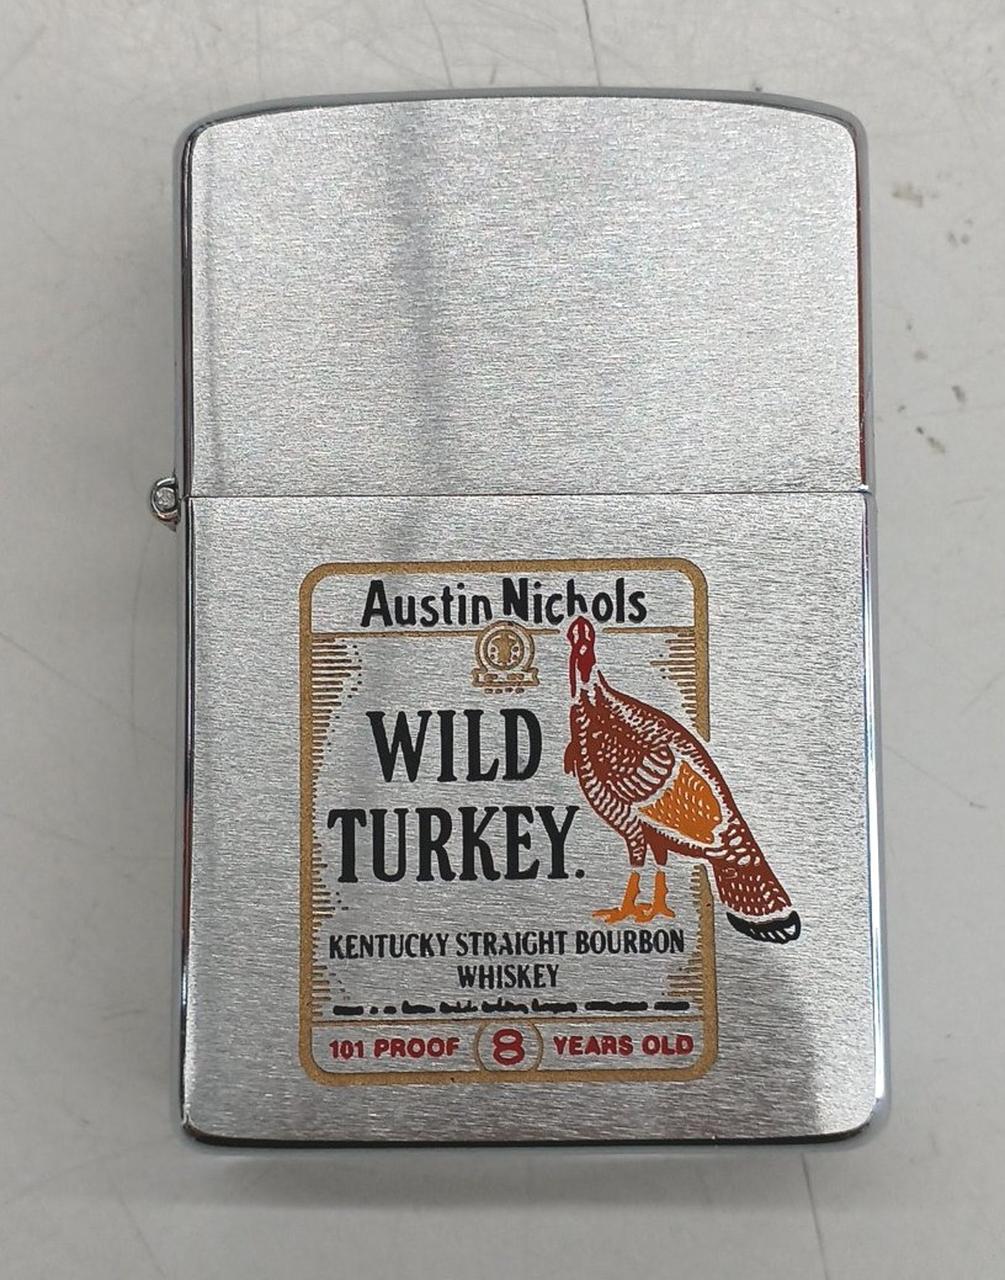 Austin Nichols
WILD
TURKEY.
KENTUCKY STRAIGHT BOURBON
WHISKEY
101 PROOF 8 YEARS OLD